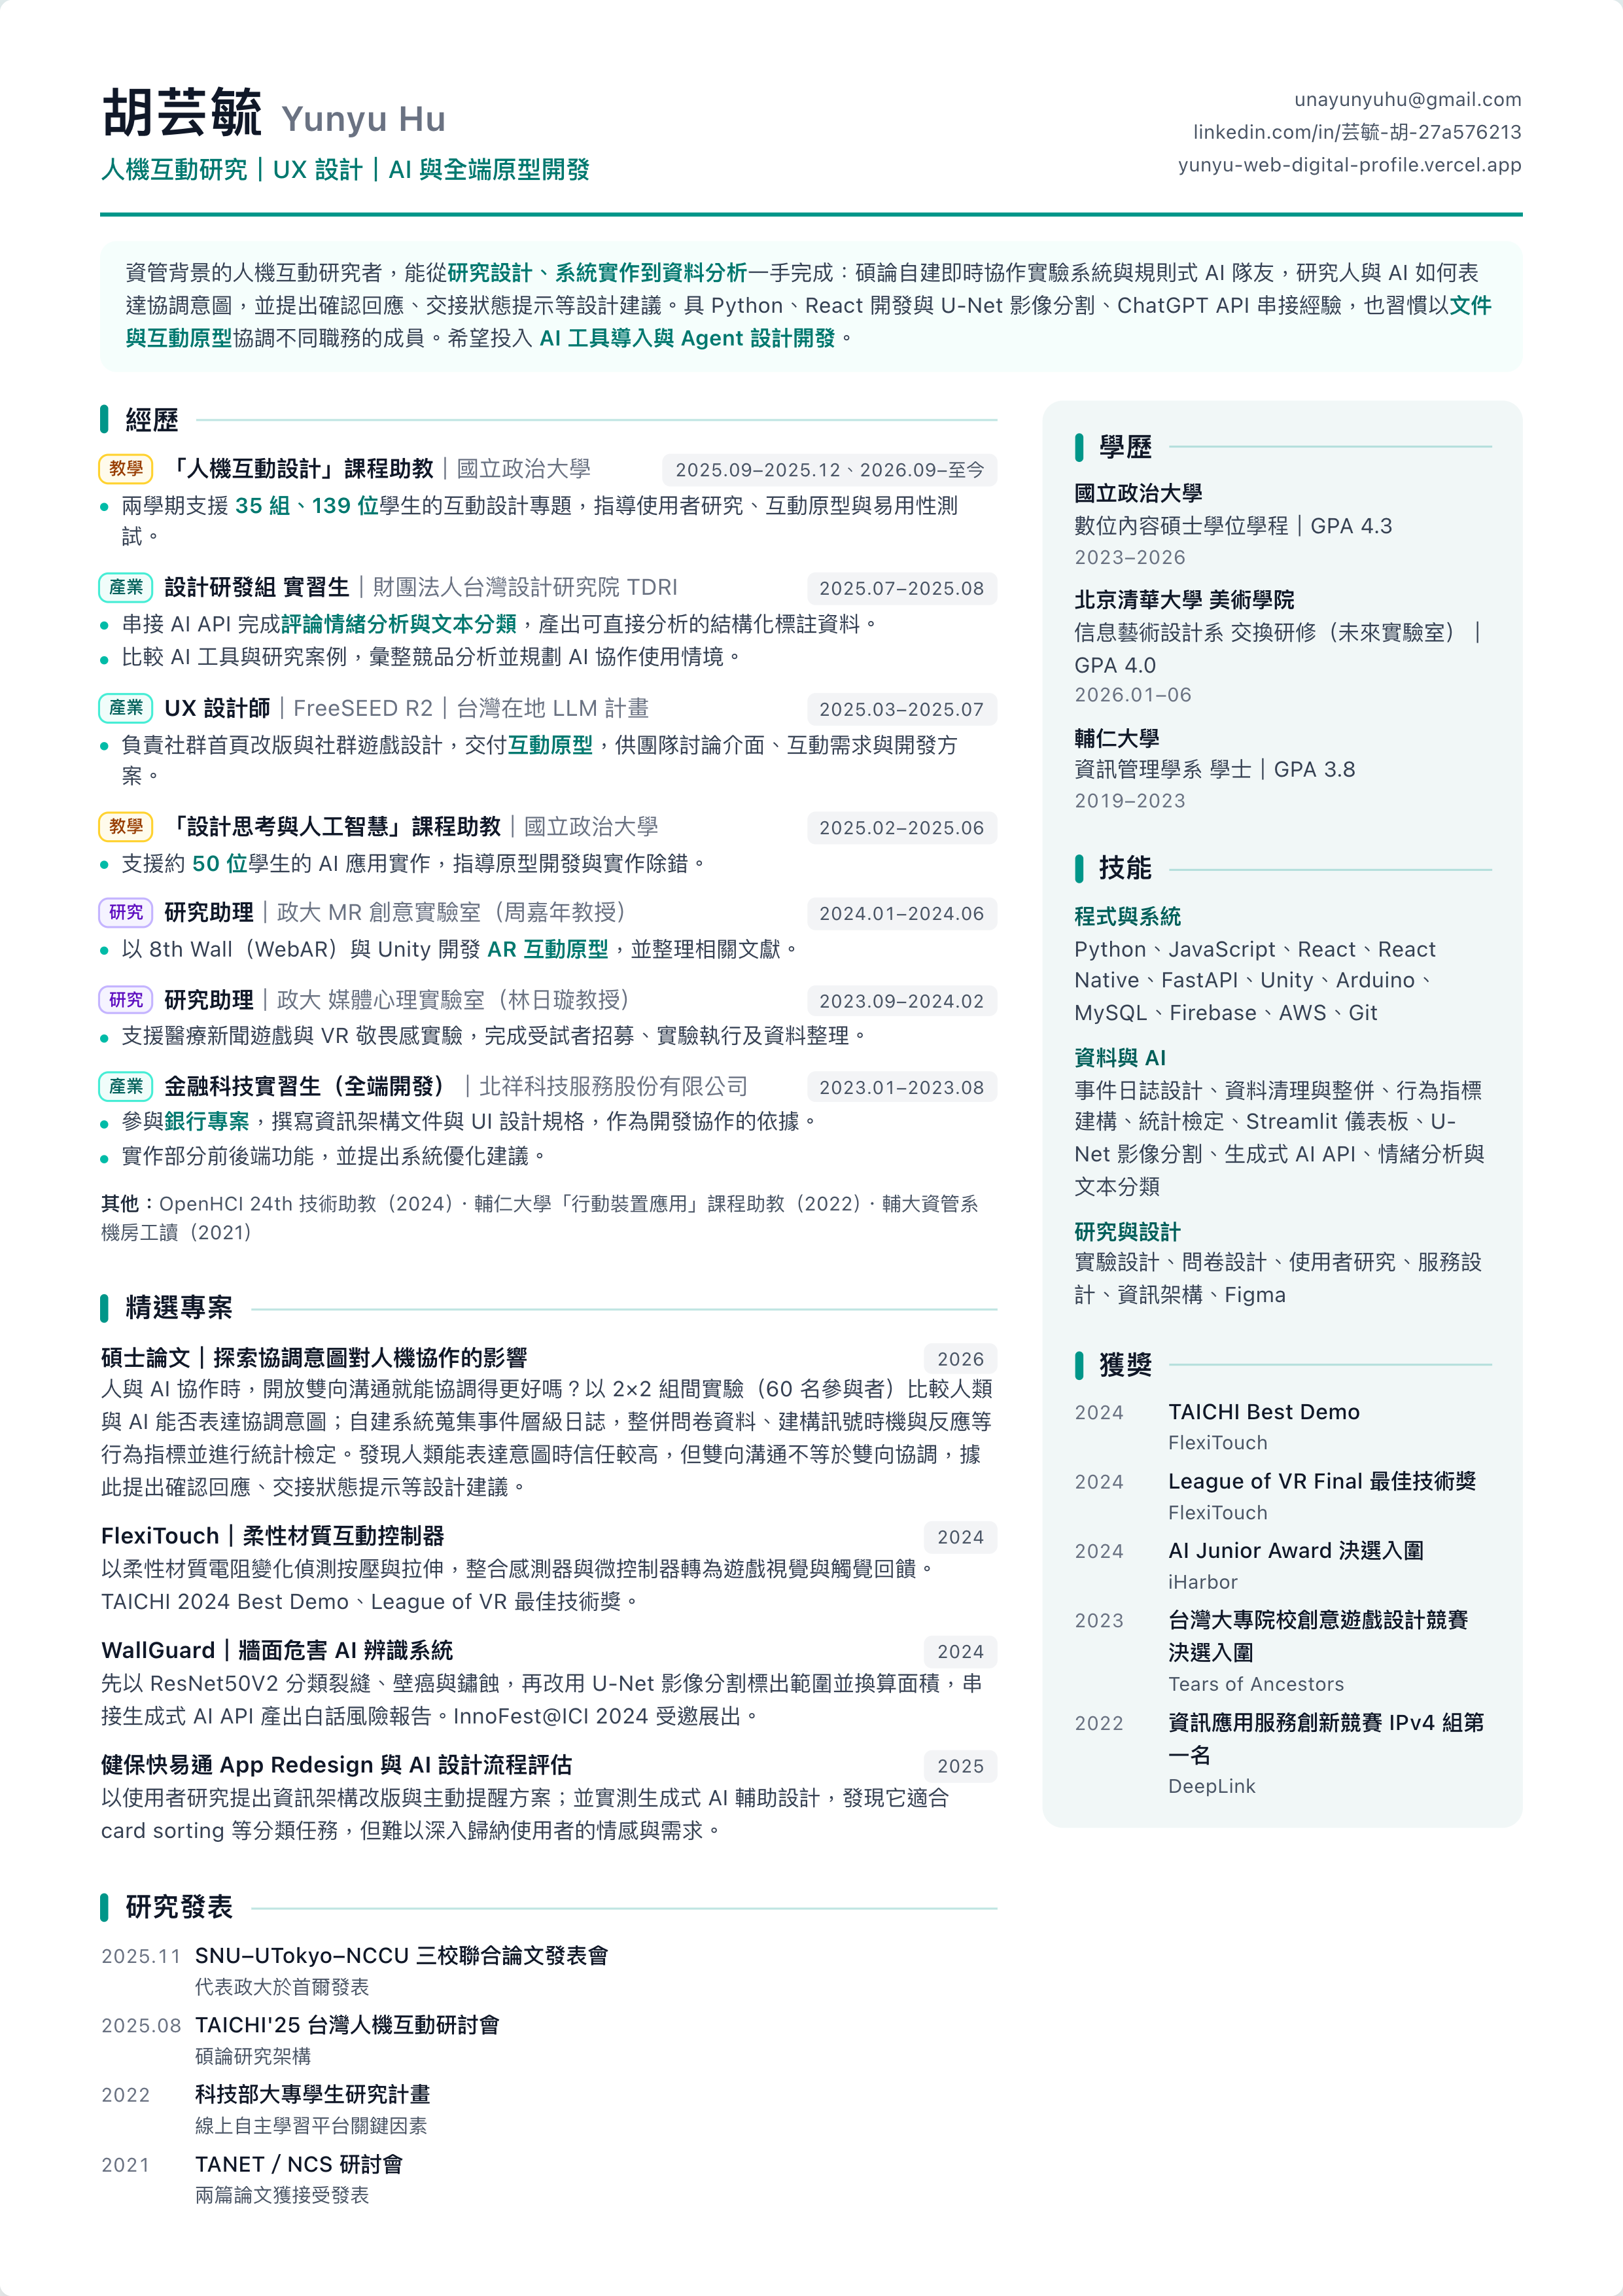 胡芸毓 Yunyu Hu
人機互動研究｜UX 設計｜AI 與全端原型開發
unayunyuhu@gmail.com
linkedin.com/in/芸毓-胡-27a576213
yunyu-web-digital-profile.vercel.app
資管背景的人機互動研究者，能從研究設計、系統實作到資料分析一手完成：碩論自建即時協作實驗系統與規則式 AI 隊友，研究人與 AI 如何表
達協調意圖，並提出確認回應、交接狀態提示等設計建議。具 Python、React 開發與 U-Net 影像分割、ChatGPT API 串接經驗，也習慣以文件
與互動原型協調不同職務的成員。希望投入 AI 工具導入與 Agent 設計開發。
經歷
教學 「人機互動設計」課程助教｜國立政治大學 2025.09–2025.12、2026.09–至今
• 兩學期支援 35 組、139 位學生的互動設計專題，指導使用者研究、互動原型與易用性測
試。
產業 設計研發組 實習生｜財團法人台灣設計研究院 TDRI 2025.07–2025.08
• 串接 AI API 完成評論情緒分析與文本分類，產出可直接分析的結構化標註資料。
• 比較 AI 工具與研究案例，彙整競品分析並規劃 AI 協作使用情境。
產業 UX 設計師｜FreeSEED R2｜台灣在地 LLM 計畫 2025.03–2025.07
• 負責社群首頁改版與社群遊戲設計，交付互動原型，供團隊討論介面、互動需求與開發方
案。
教學 「設計思考與人工智慧」課程助教｜國立政治大學 2025.02–2025.06
• 支援約 50 位學生的 AI 應用實作，指導原型開發與實作除錯。
研究 研究助理｜政大 MR 創意實驗室（周嘉年教授） 2024.01–2024.06
• 以 8th Wall（WebAR）與 Unity 開發 AR 互動原型，並整理相關文獻。
研究 研究助理｜政大 媒體心理實驗室（林日璇教授） 2023.09–2024.02
• 支援醫療新聞遊戲與 VR 敬畏感實驗，完成受試者招募、實驗執行及資料整理。
產業 金融科技實習生（全端開發）｜北祥科技服務股份有限公司 2023.01–2023.08
• 參與銀行專案，撰寫資訊架構文件與 UI 設計規格，作為開發協作的依據。
• 實作部分前後端功能，並提出系統優化建議。
其他：OpenHCI 24th 技術助教（2024）· 輔仁大學「行動裝置應用」課程助教（2022）· 輔大資管系
機房工讀（2021）
精選專案
碩士論文｜探索協調意圖對人機協作的影響 2026
人與 AI 協作時，開放雙向溝通就能協調得更好嗎？以 2×2 組間實驗（60 名參與者）比較人類
與 AI 能否表達協調意圖；自建系統蒐集事件層級日誌，整併問卷資料、建構訊號時機與反應等
行為指標並進行統計檢定。發現人類能表達意圖時信任較高，但雙向溝通不等於雙向協調，據
此提出確認回應、交接狀態提示等設計建議。
FlexiTouch｜柔性材質互動控制器 2024
以柔性材質電阻變化偵測按壓與拉伸，整合感測器與微控制器轉為遊戲視覺與觸覺回饋。
TAICHI 2024 Best Demo、League of VR 最佳技術獎。
WallGuard｜牆面危害 AI 辨識系統 2024
先以 ResNet50V2 分類裂縫、壁癌與鏽蝕，再改用 U-Net 影像分割標出範圍並換算面積，串
接生成式 AI API 產出白話風險報告。InnoFest@ICI 2024 受邀展出。
健保快易通 App Redesign 與 AI 設計流程評估 2025
以使用者研究提出資訊架構改版與主動提醒方案；並實測生成式 AI 輔助設計，發現它適合
card sorting 等分類任務，但難以深入歸納使用者的情感與需求。
研究發表
2025.11 SNU–UTokyo–NCCU 三校聯合論文發表會
代表政大於首爾發表
2025.08 TAICHI'25 台灣人機互動研討會
碩論研究架構
2022 科技部大專學生研究計畫
線上自主學習平台關鍵因素
2021 TANET / NCS 研討會
兩篇論文獲接受發表
學歷
國立政治大學
數位內容碩士學位學程｜GPA 4.3
2023–2026
北京清華大學 美術學院
信息藝術設計系 交換研修（未來實驗室）｜
GPA 4.0
2026.01–06
輔仁大學
資訊管理學系 學士｜GPA 3.8
2019–2023
技能
程式與系統
Python、JavaScript、React、React
Native、FastAPI、Unity、Arduino、
MySQL、Firebase、AWS、Git
資料與 AI
事件日誌設計、資料清理與整併、行為指標
建構、統計檢定、Streamlit 儀表板、U-
Net 影像分割、生成式 AI API、情緒分析與
文本分類
研究與設計
實驗設計、問卷設計、使用者研究、服務設
計、資訊架構、Figma
獲獎
2024 TAICHI Best Demo
FlexiTouch
2024 League of VR Final 最佳技術獎
FlexiTouch
2024 AI Junior Award 決選入圍
iHarbor
2023 台灣大專院校創意遊戲設計競賽
決選入圍
Tears of Ancestors
2022 資訊應用服務創新競賽 IPv4 組第
一名
DeepLink